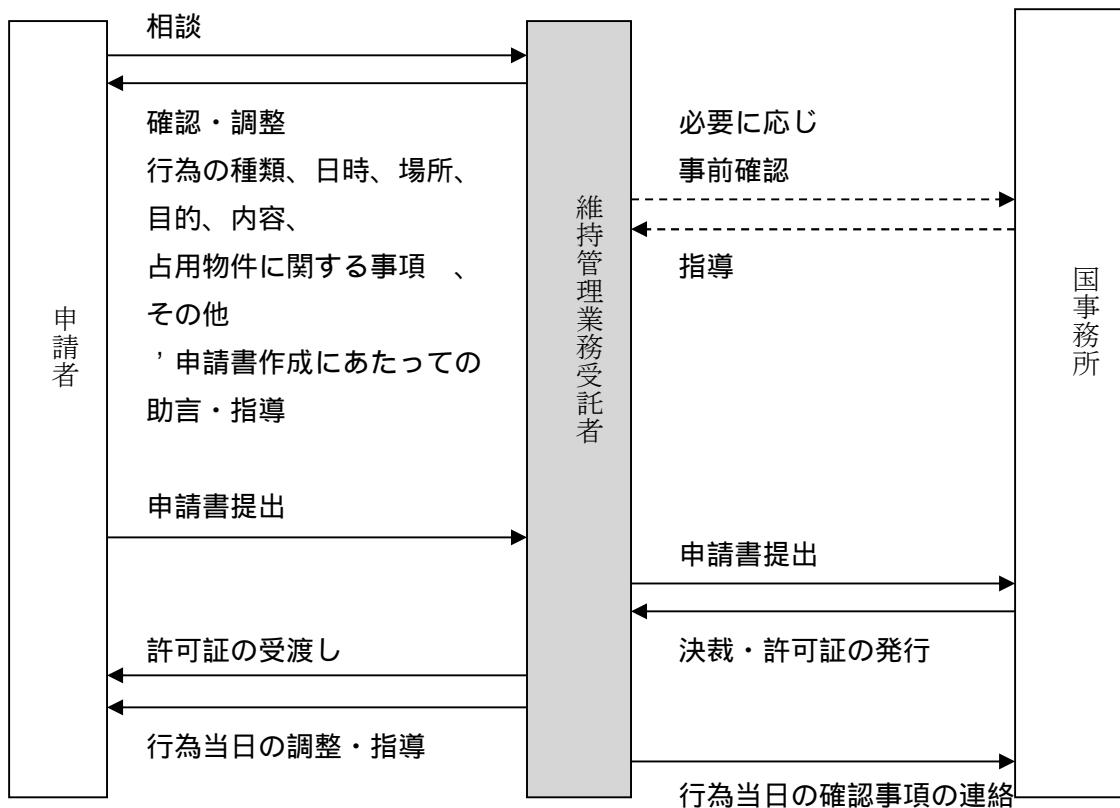 相談
確認・調整
行為の種類、日時、場所、
目的、内容、
占用物件に関する事項　、
その他
’申請書作成にあたっての
助言・指導
必要に応じ
事前確認
指導
申請者
維持管理業務受託者
国事務所
申請書提出
申請書提出
許可証の受渡し
決裁・許可証の発行
行為当日の調整・指導
行為当日の確認事項の連絡